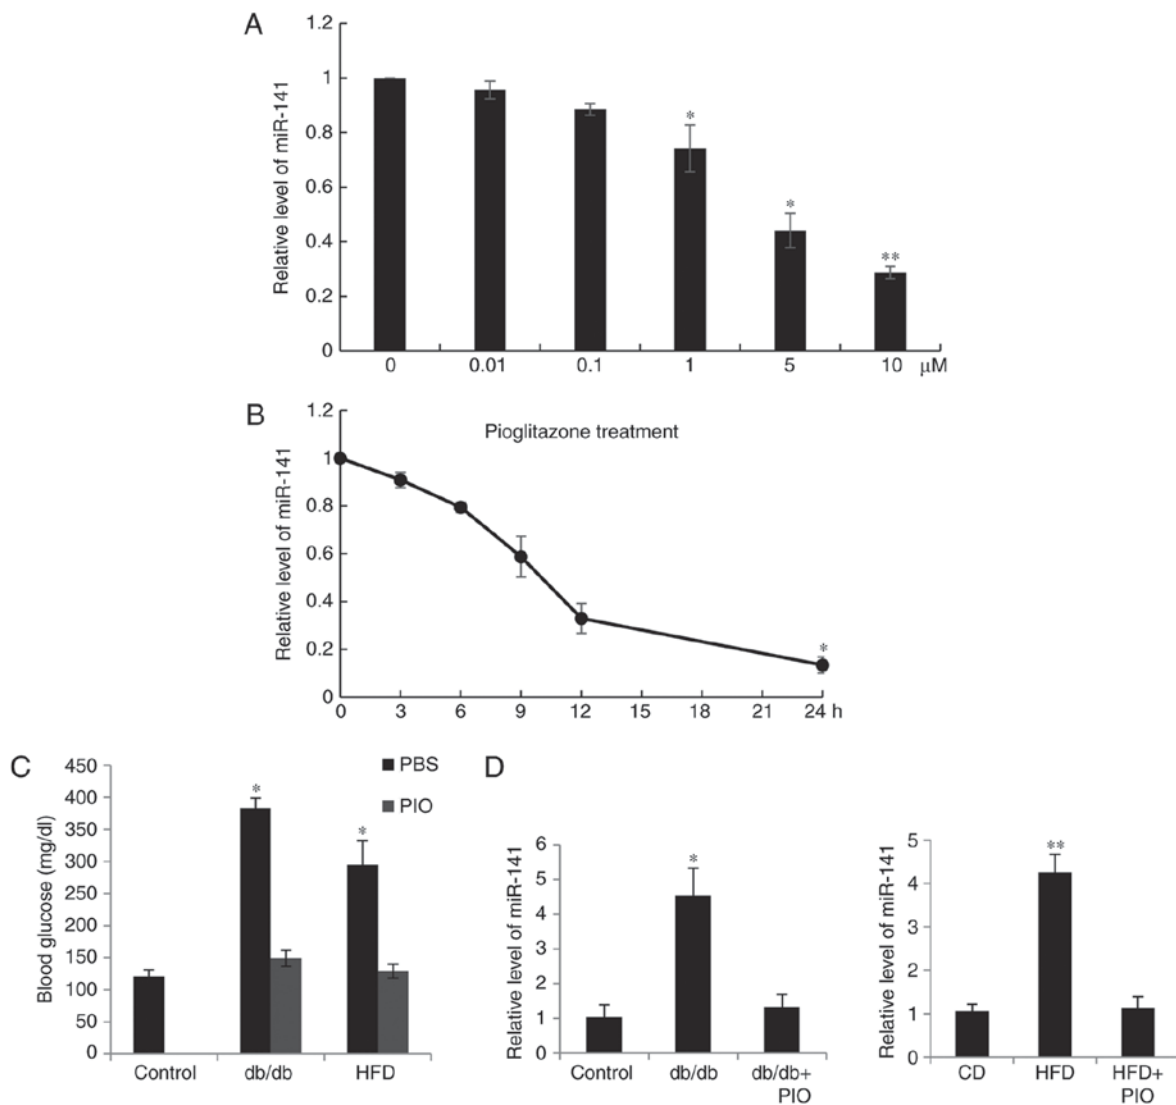 A
Relative level of miR-141
1.2
1
0.8
0.6
0.4
0.2
0
*
*
**
0 0.01 0.1 1 5 10 μM
B
Pioglitazone treatment
Relative level of miR-141
1.2
1
0.8
0.6
0.4
0.2
0
*
0 3 6 9 12 15 18 21 24 h
C
PBS
PIO
Blood glucose (mg/dl)
450
400
350
300
250
200
150
100
50
0
*
*
Control db/db HFD
D
Relative level of miR-141
6
5
4
3
2
1
0
*
Control db/db db/db+
PIO
Relative level of miR-141
5
4
3
2
1
0
**
CD HFD HFD+
PIO